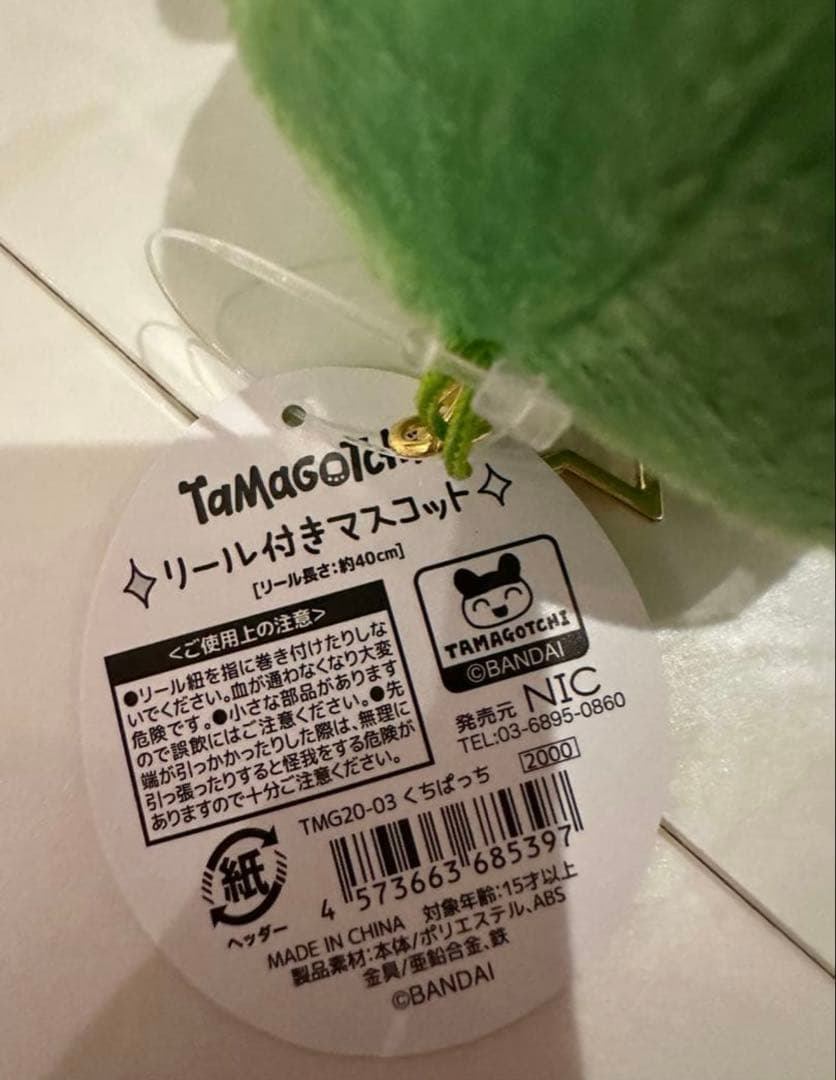 TaMaGOTCHI
リール付きマスコット
[リール長さ:約40cm]
<ご使用上の注意>
●リール紐を指に巻き付けたりしな
いでください。血が通わなくなり大変
危険です。●小さな部品があります
ので誤飲にはご注意ください。●先
端が引っかかったりした際は、無理に
引っ張ったりすると怪我をする危険が
ありますので十分ご注意ください。
TAMAGOTCHI
©BANDAI
発売元 NIC
TEL:03-6895-0860
2000
TMG20-03 くちぱっち
4 573663 685397
紙
ヘッダー
MADE IN CHINA 対象年齢:15才以上
製品素材:本体/ポリエステル、ABS
金具/亜鉛合金、鉄
©BANDAI